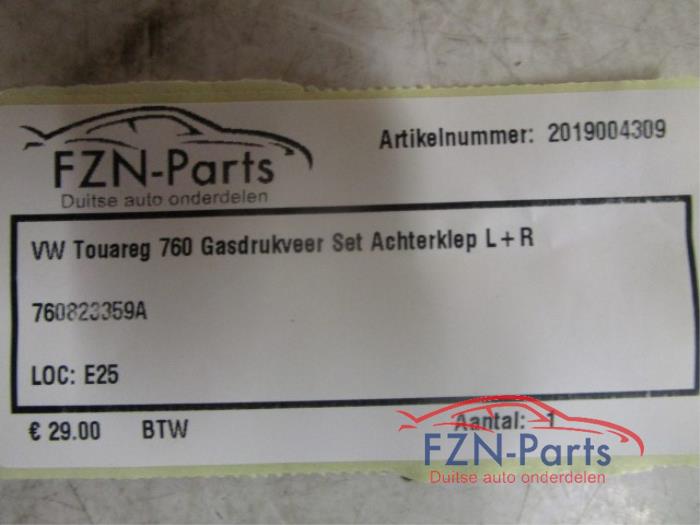 FZN-Parts
Duitse auto onderdelen
Artikelnummer: 2019004309
VW Touareg 760 Gasdrukveer Set Achterklep L+R
760823359A
LOC: E25
€ 29.00 BTW
Aantal: 1
FZN-Parts
Duitse auto onderdelen